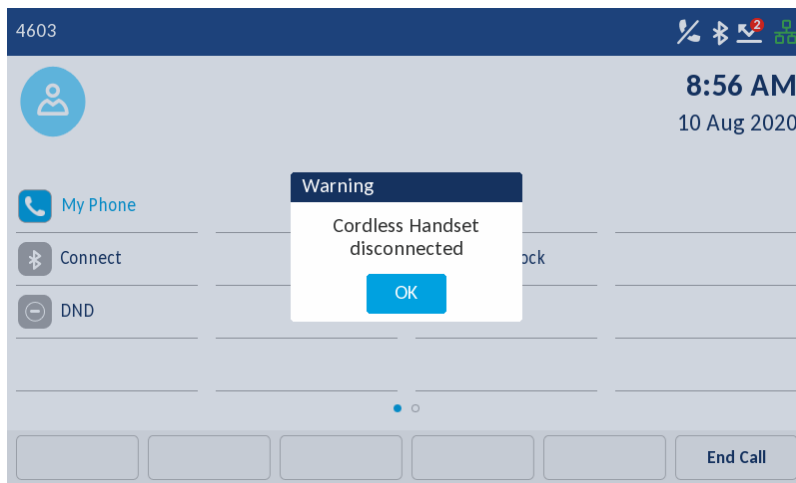 4603
2
8:56 AM
10 Aug 2020
My Phone
Warning
Cordless Handset
disconnected
Connect
ock
OK
DND
End Call